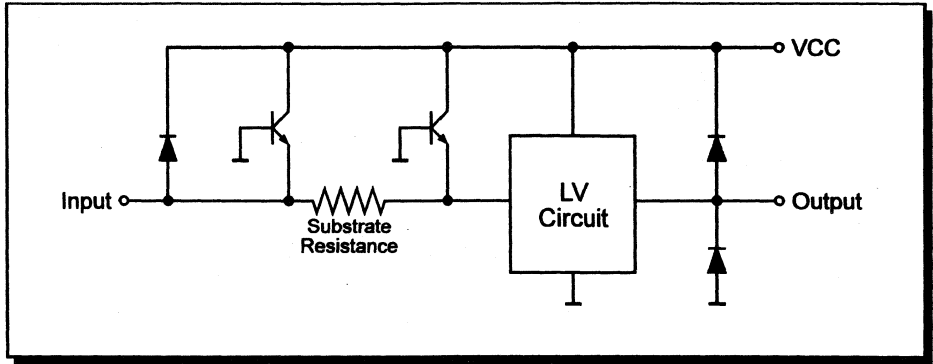 VCC
Input
Substrate
Resistance
LV
Circuit
Output